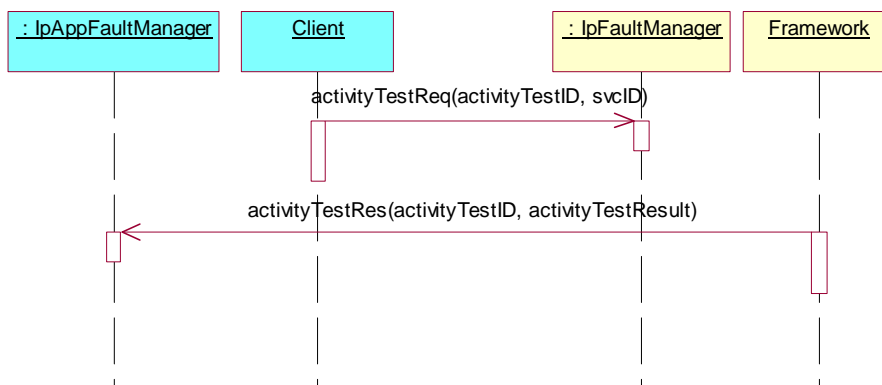 : IpAppFaultManager
Client
: IpFaultManager
Framework
activityTestReq(activityTestID, svcID)
activityTestRes(activityTestID, activityTestResult)